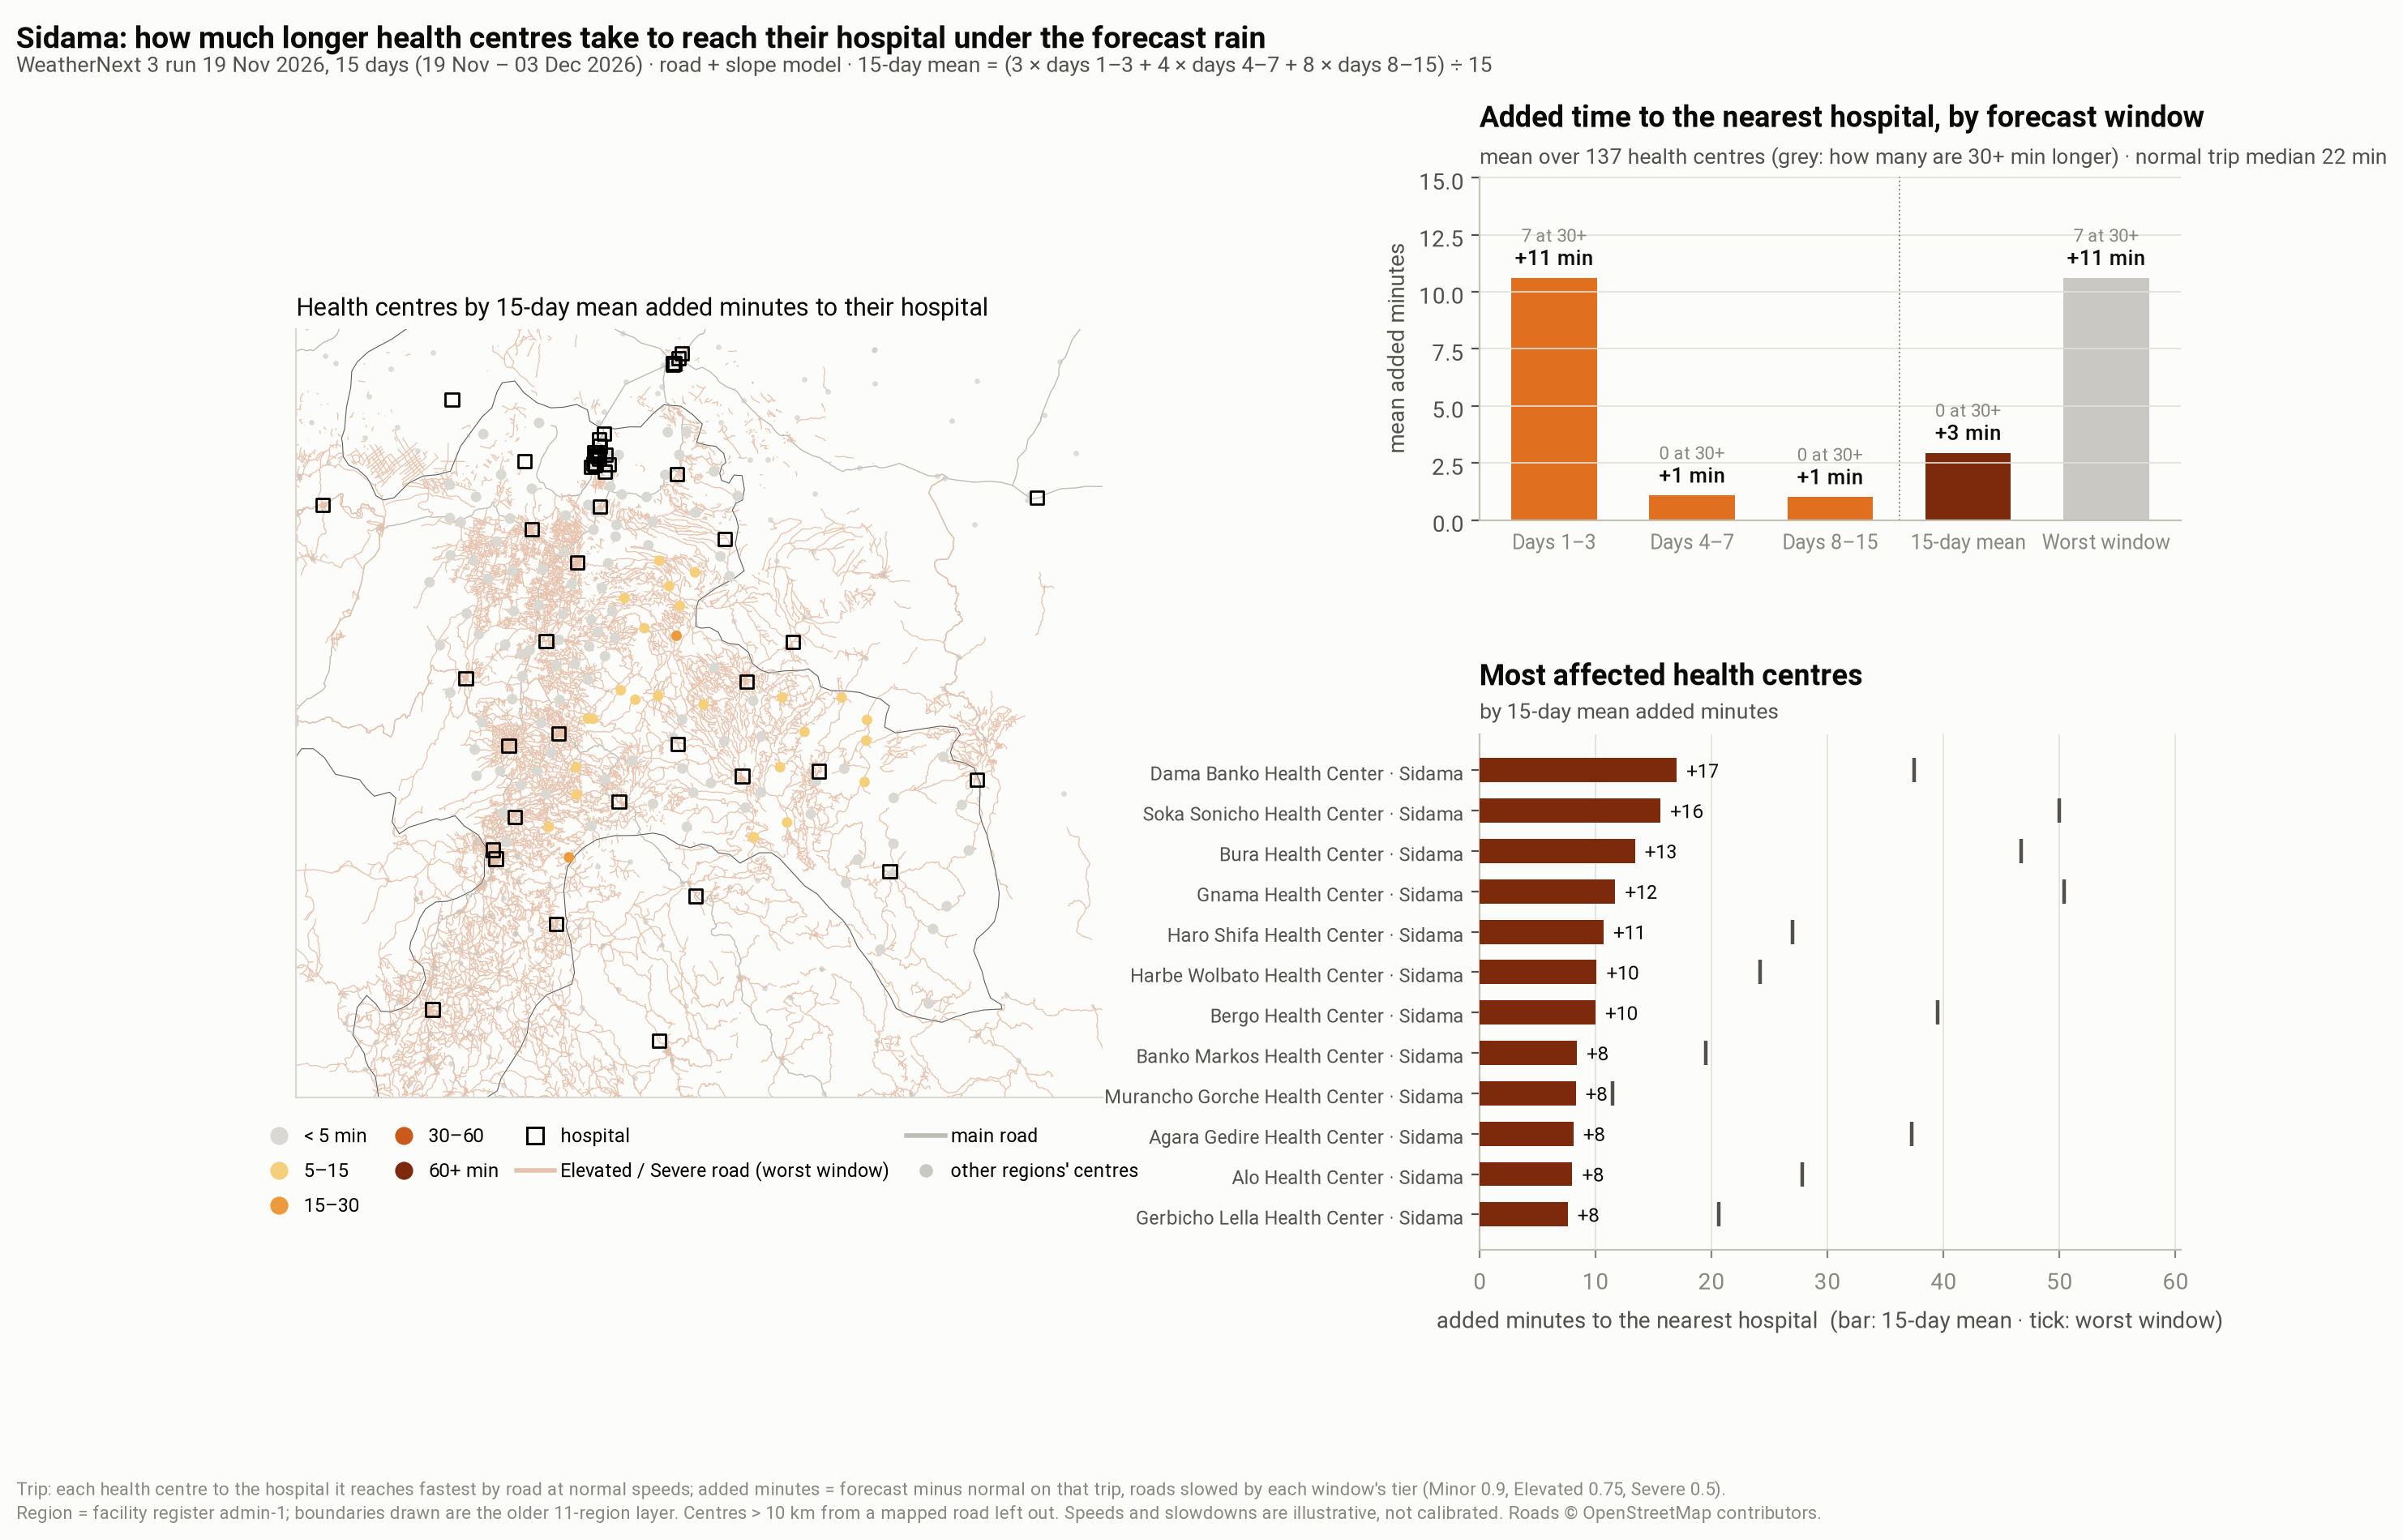 Sidama: how much longer health centres take to reach their hospital under the forecast rain
WeatherNext 3 run 19 Nov 2026, 15 days (19 Nov – 03 Dec 2026) · road + slope model · 15-day mean = (3 × days 1–3 + 4 × days 4–7 + 8 × days 8–15) ÷ 15
Health centres by 15-day mean added minutes to their hospital
< 5 min
5–15
15–30
30–60
60+ min
hospital
Elevated / Severe road (worst window)
main road
other regions' centres
Added time to the nearest hospital, by forecast window
mean over 137 health centres (grey: how many are 30+ min longer) · normal trip median 22 min
mean added minutes
15.0
12.5
10.0
7.5
5.0
2.5
0.0
7 at 30+
+11 min
0 at 30+
+1 min
0 at 30+
+1 min
0 at 30+
+3 min
7 at 30+
+11 min
Days 1–3
Days 4–7
Days 8–15
15-day mean
Worst window
Most affected health centres
by 15-day mean added minutes
Dama Banko Health Center · Sidama +17
Soka Sonicho Health Center · Sidama +16
Bura Health Center · Sidama +13
Gnama Health Center · Sidama +12
Haro Shifa Health Center · Sidama +11
Harbe Wolbato Health Center · Sidama +10
Bergo Health Center · Sidama +10
Banko Markos Health Center · Sidama +8
Murancho Gorche Health Center · Sidama +8
Agara Gedire Health Center · Sidama +8
Alo Health Center · Sidama +8
Gerbicho Lella Health Center · Sidama +8
0 10 20 30 40 50 60
added minutes to the nearest hospital (bar: 15-day mean · tick: worst window)
Trip: each health centre to the hospital it reaches fastest by road at normal speeds; added minutes = forecast minus normal on that trip, roads slowed by each window's tier (Minor 0.9, Elevated 0.75, Severe 0.5).
Region = facility register admin-1; boundaries drawn are the older 11-region layer. Centres > 10 km from a mapped road left out. Speeds and slowdowns are illustrative, not calibrated. Roads © OpenStreetMap contributors.